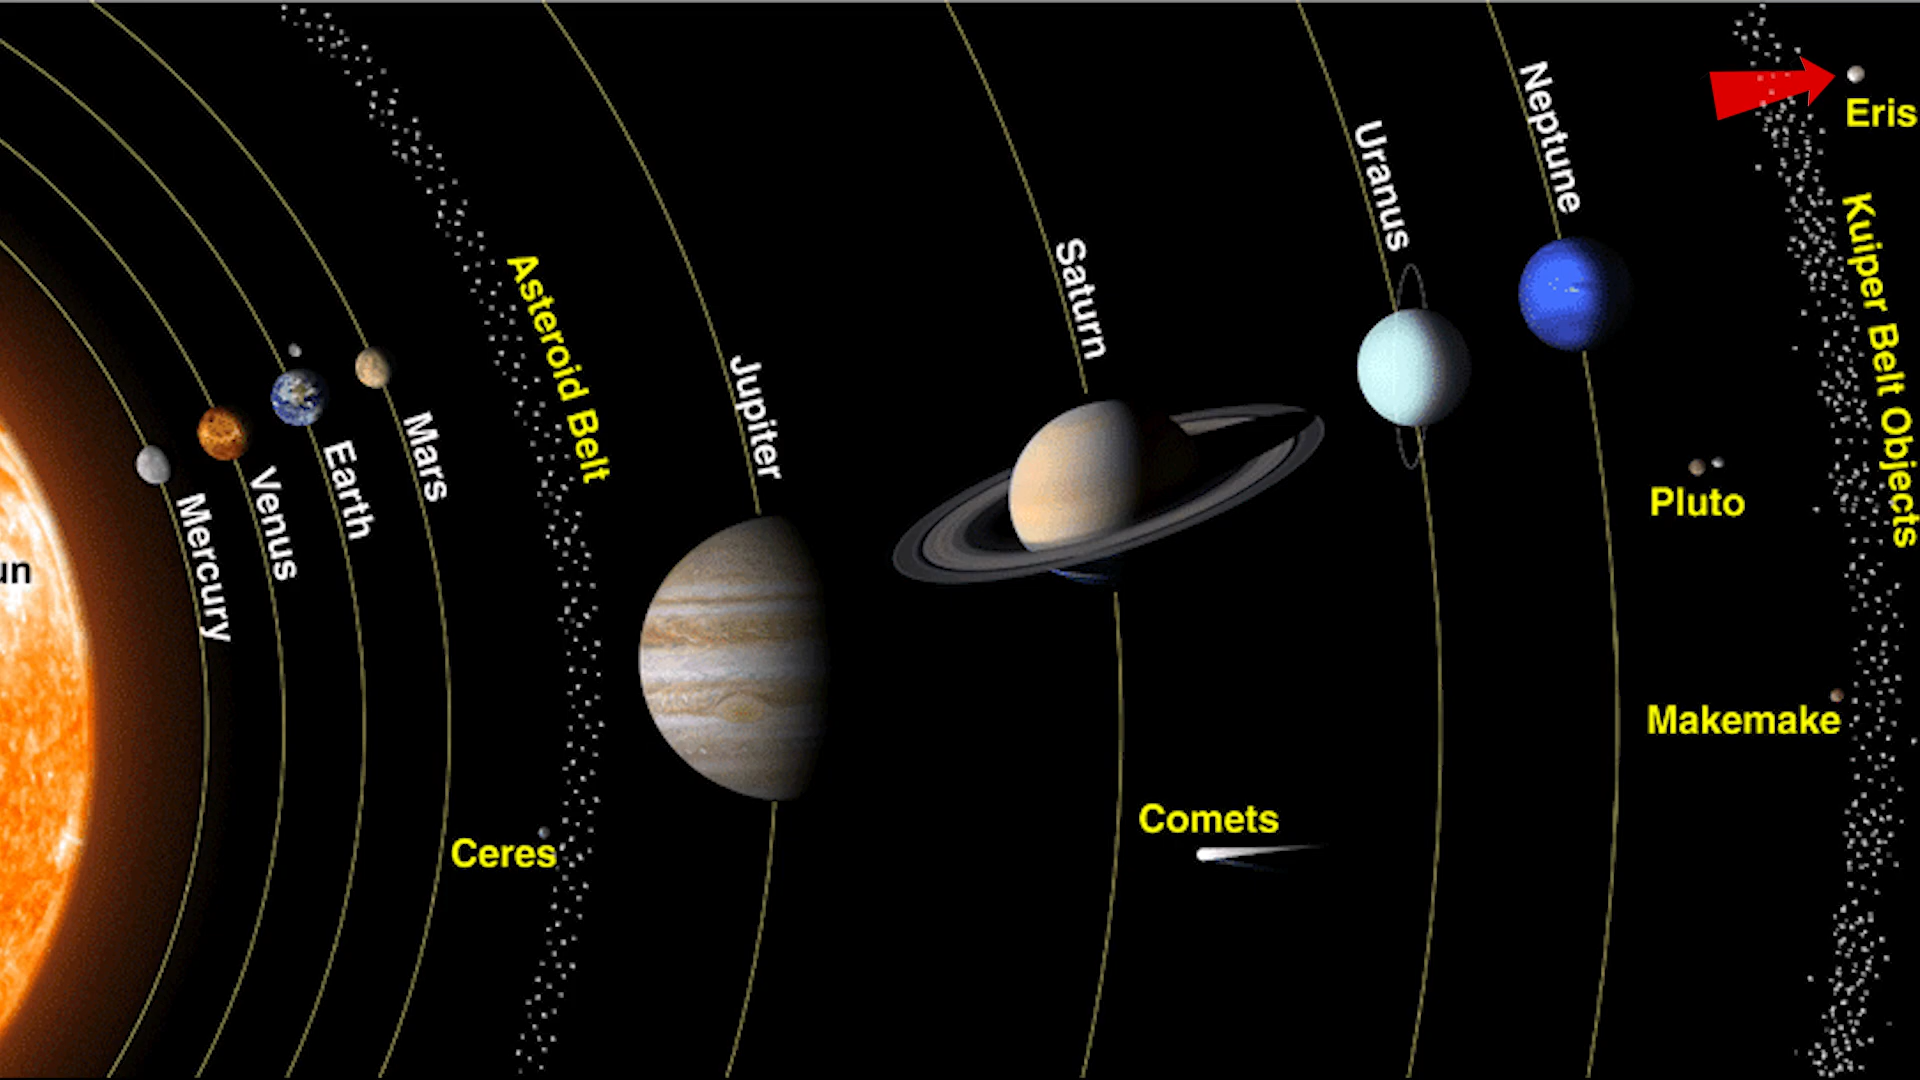 un
Mercury
Venus
Earth
Mars
Asteroid Belt
Ceres
Jupiter
Saturn
Comets
Uranus
Neptune
Pluto
Makemake
Eris
Kuiper Belt Objects